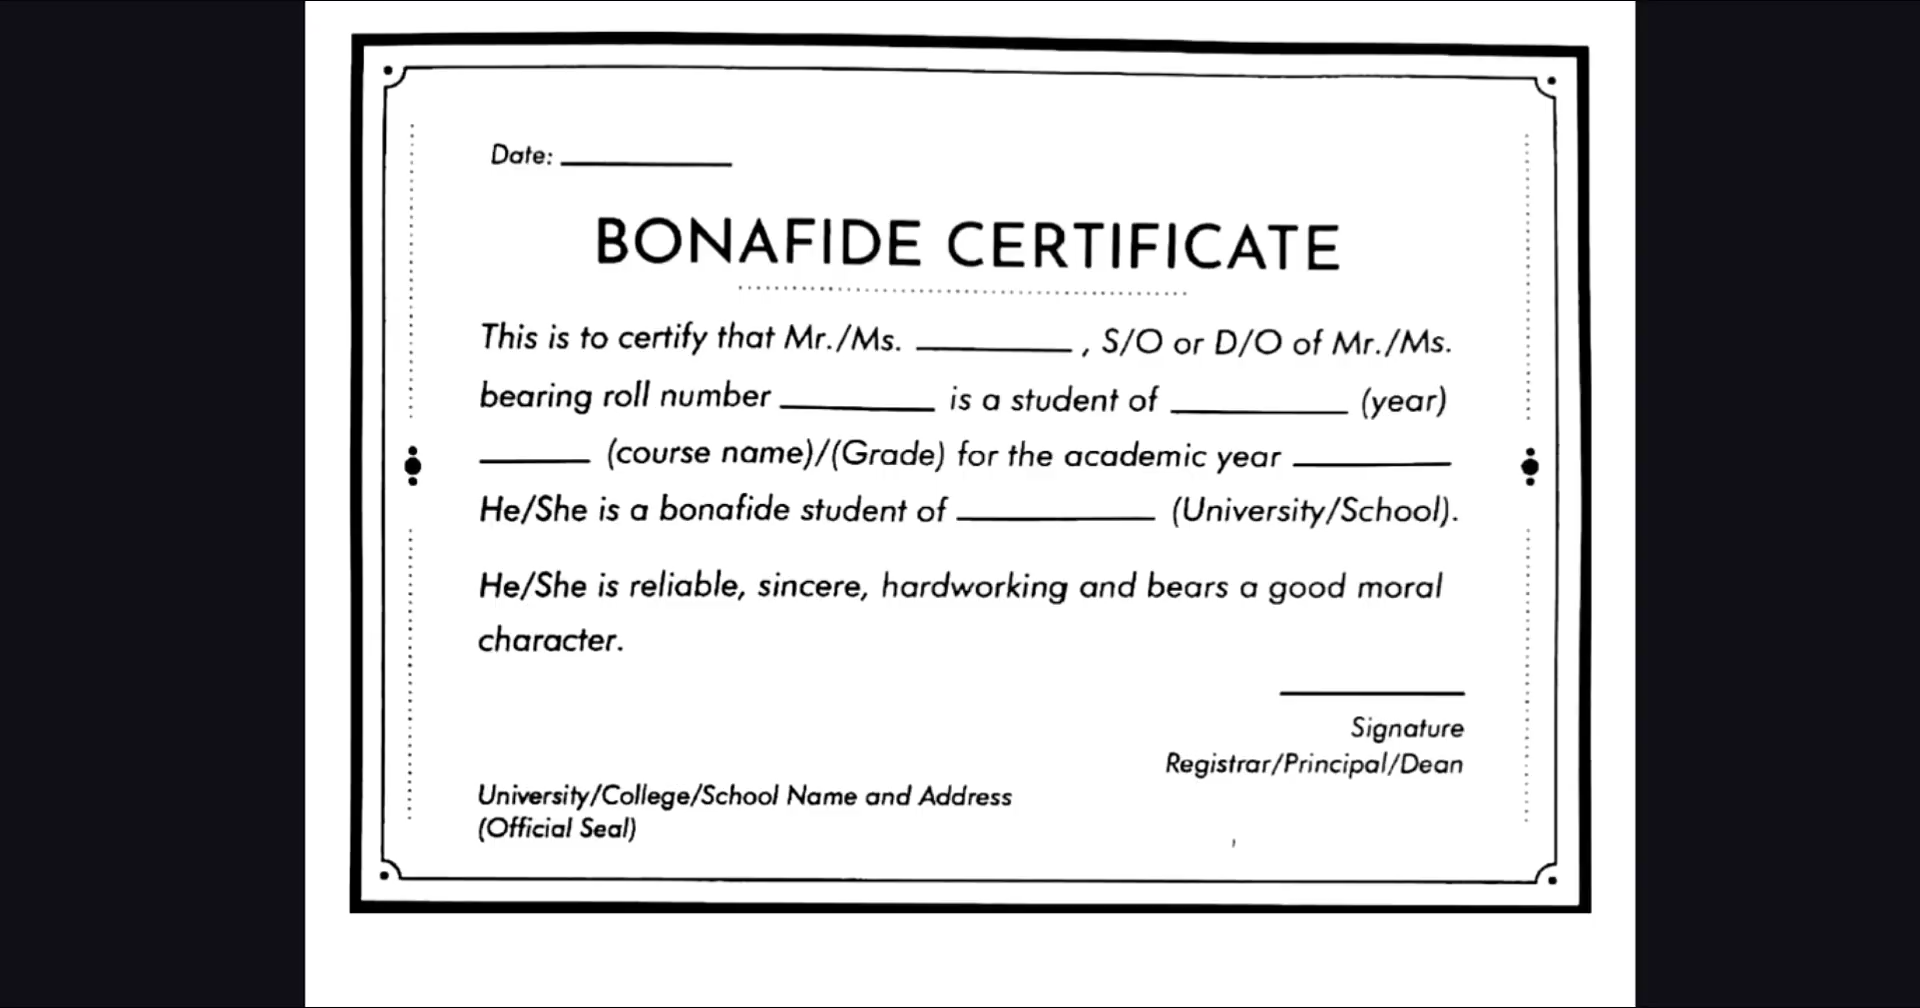 Date: __________
BONAFIDE CERTIFICATE
This is to certify that Mr./Ms. __________ , S/O or D/O of Mr./Ms.
bearing roll number __________ is a student of __________ (year)
_______ (course name)/(Grade) for the academic year __________
He/She is a bonafide student of ____________ (University/School).
He/She is reliable, sincere, hardworking and bears a good moral
character.
Signature
Registrar/Principal/Dean
University/College/School Name and Address
(Official Seal)